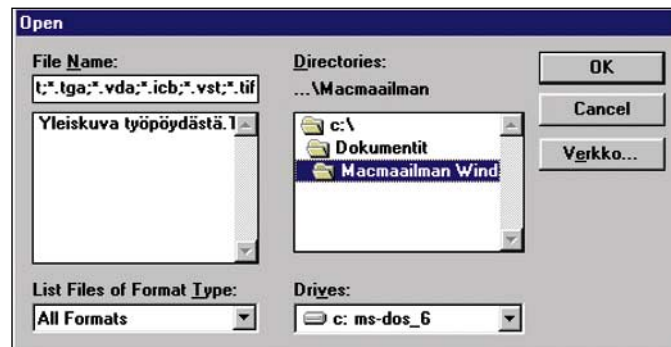 Open
File Name:
t;*.tga;*.vda;*.icb;*.vst;*.tif
Yleiskuva työpöydästä.
List Files of Format Type:
All Formats
Directories:
...\Macmaailman
c:\
Dokumentit
Macmaailman Wind
Drives:
c: ms-dos_6
OK
Cancel
Verkko...